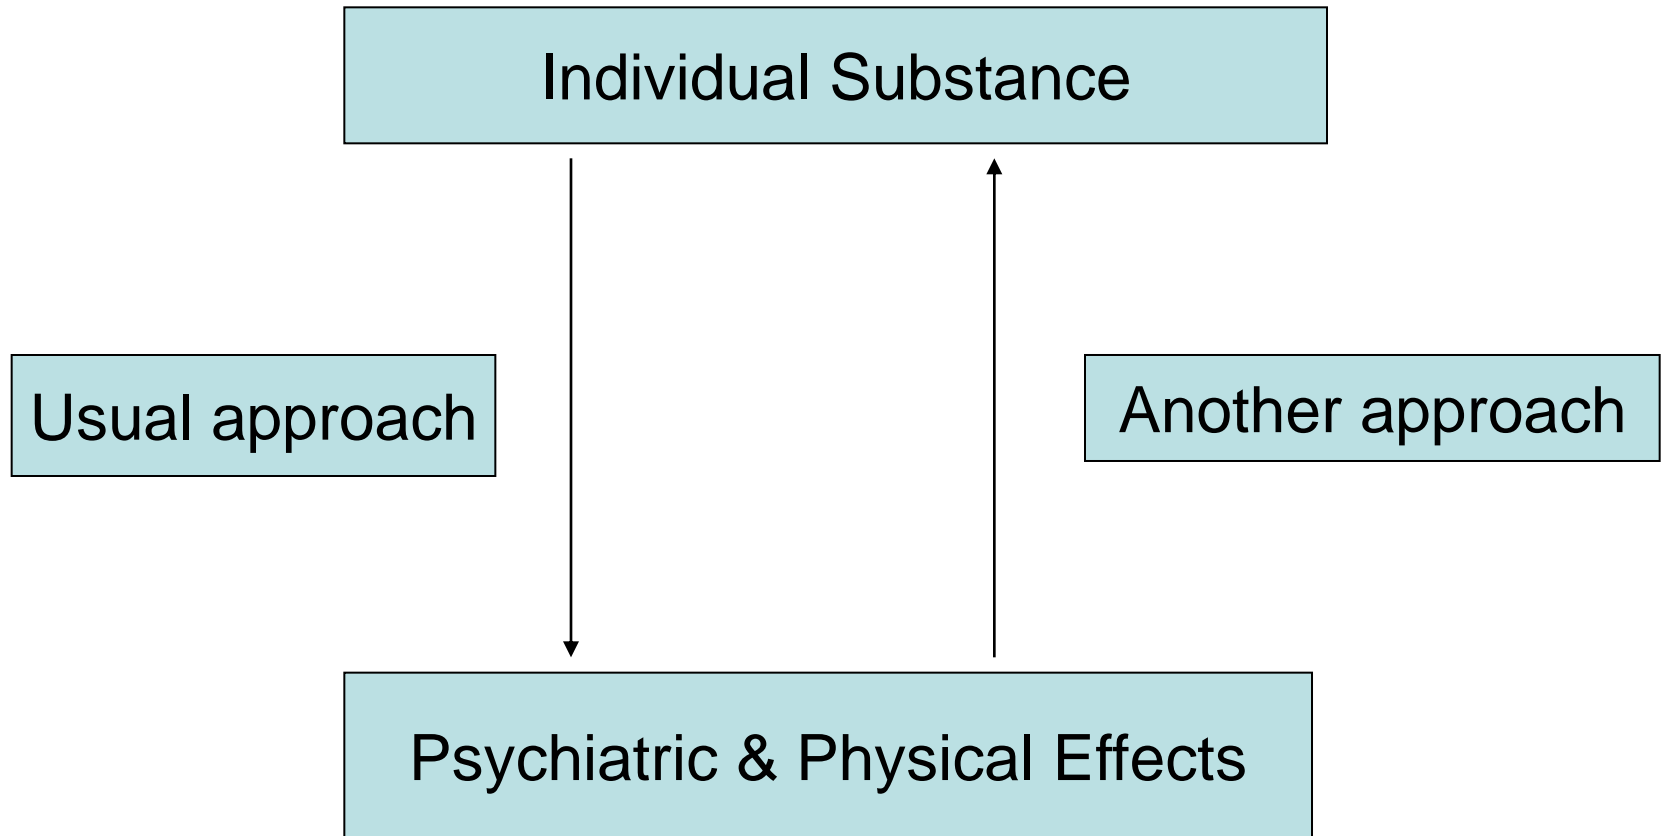 Individual Substance
Usual approach
Another approach
Psychiatric & Physical Effects